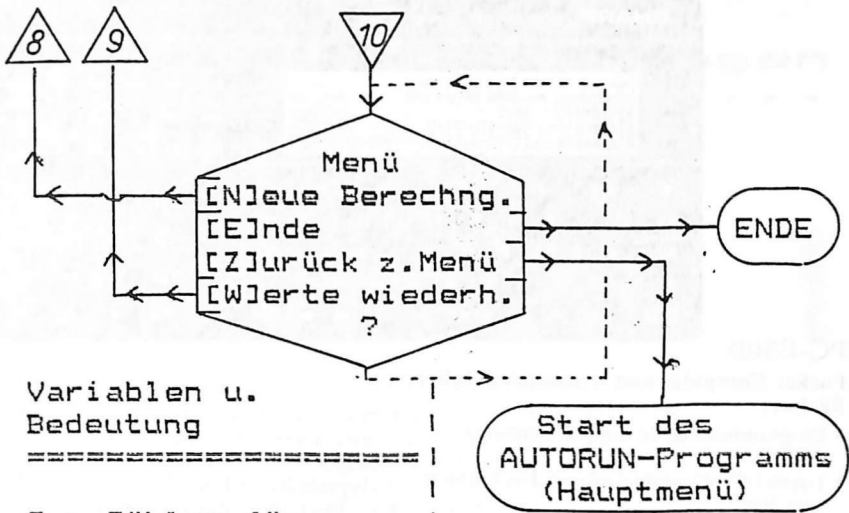 8 9 10
Menü
[N]eue Berechng.
[E]nde
[Z]urück z.Menü
[W]erte wiederh.
?
ENDE
Variablen u.
Bedeutung
Start des
AUTORUN-Programms
(Hauptmenü)